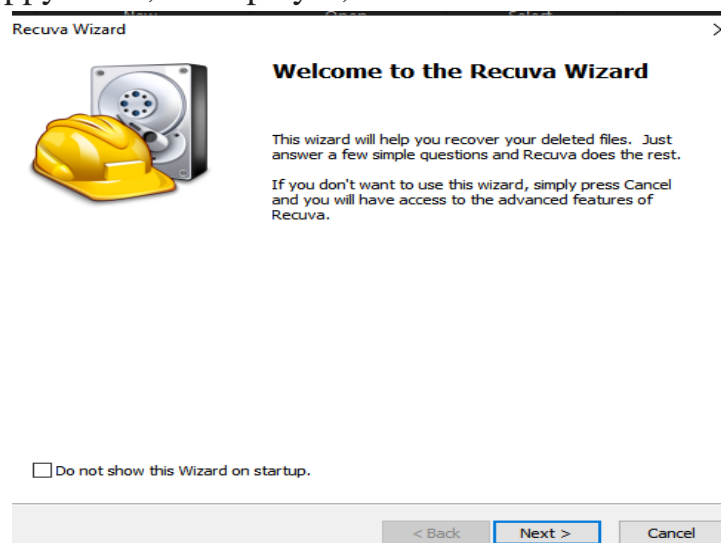 Recuva Wizard
Welcome to the Recuva Wizard
This wizard will help you recover your deleted files. Just
answer a few simple questions and Recuva does the rest.
If you don't want to use this wizard, simply press Cancel
and you will have access to the advanced features of
Recuva.
Do not show this Wizard on startup.
< Back Next > Cancel